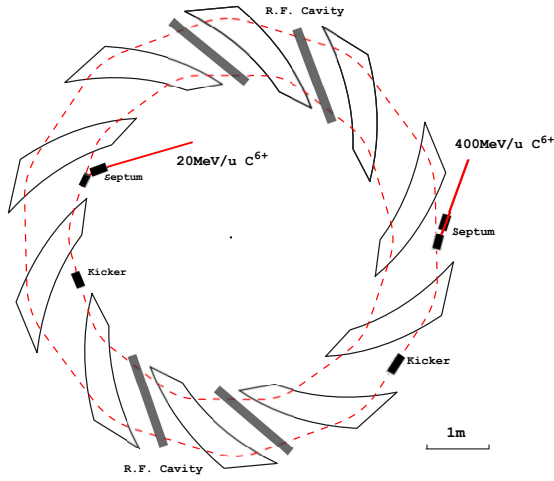 R.F. Cavity
400MeV/u C6+
20MeV/u C6+
Septum
Septum
Kicker
Kicker
1m
R.F. Cavity